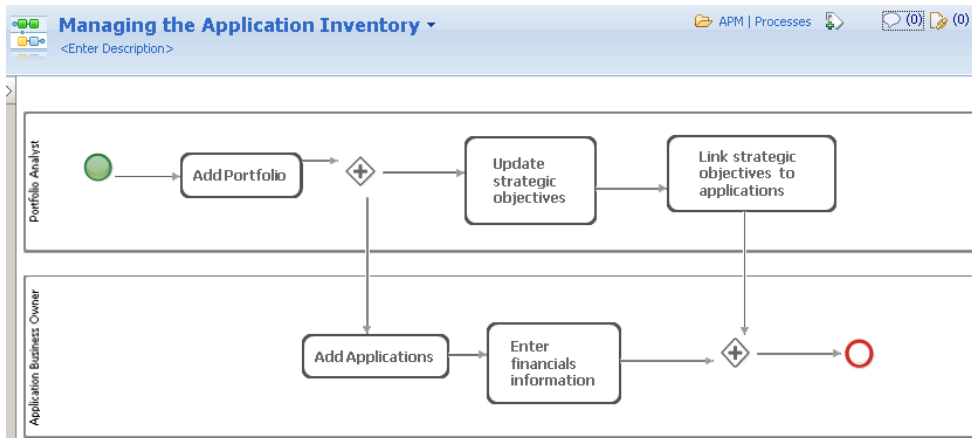 Managing the Application Inventory
APM | Processes
(0)
(0)
<Enter Description>
Portfolio Analyst
Add Portfolio
Update
strategic
objectives
Link strategic
objectives to
applications
Application Business Owner
Add Applications
Enter
financials
information